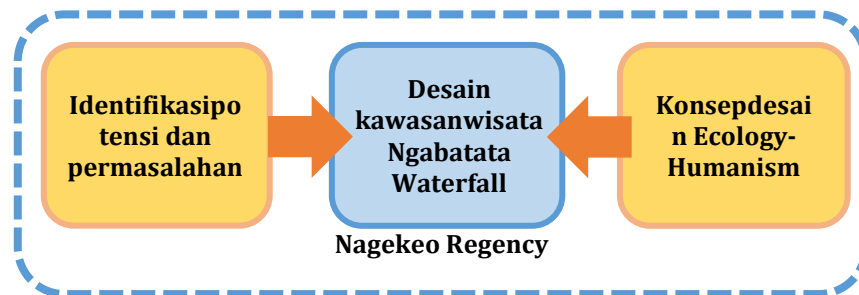 Identifikasipo
tensi dan
permasalahan
Desain
kawasanwisata
Ngabatata
Waterfall
Konsepdesai
n Ecology-
Humanism
Nagekeo Regency